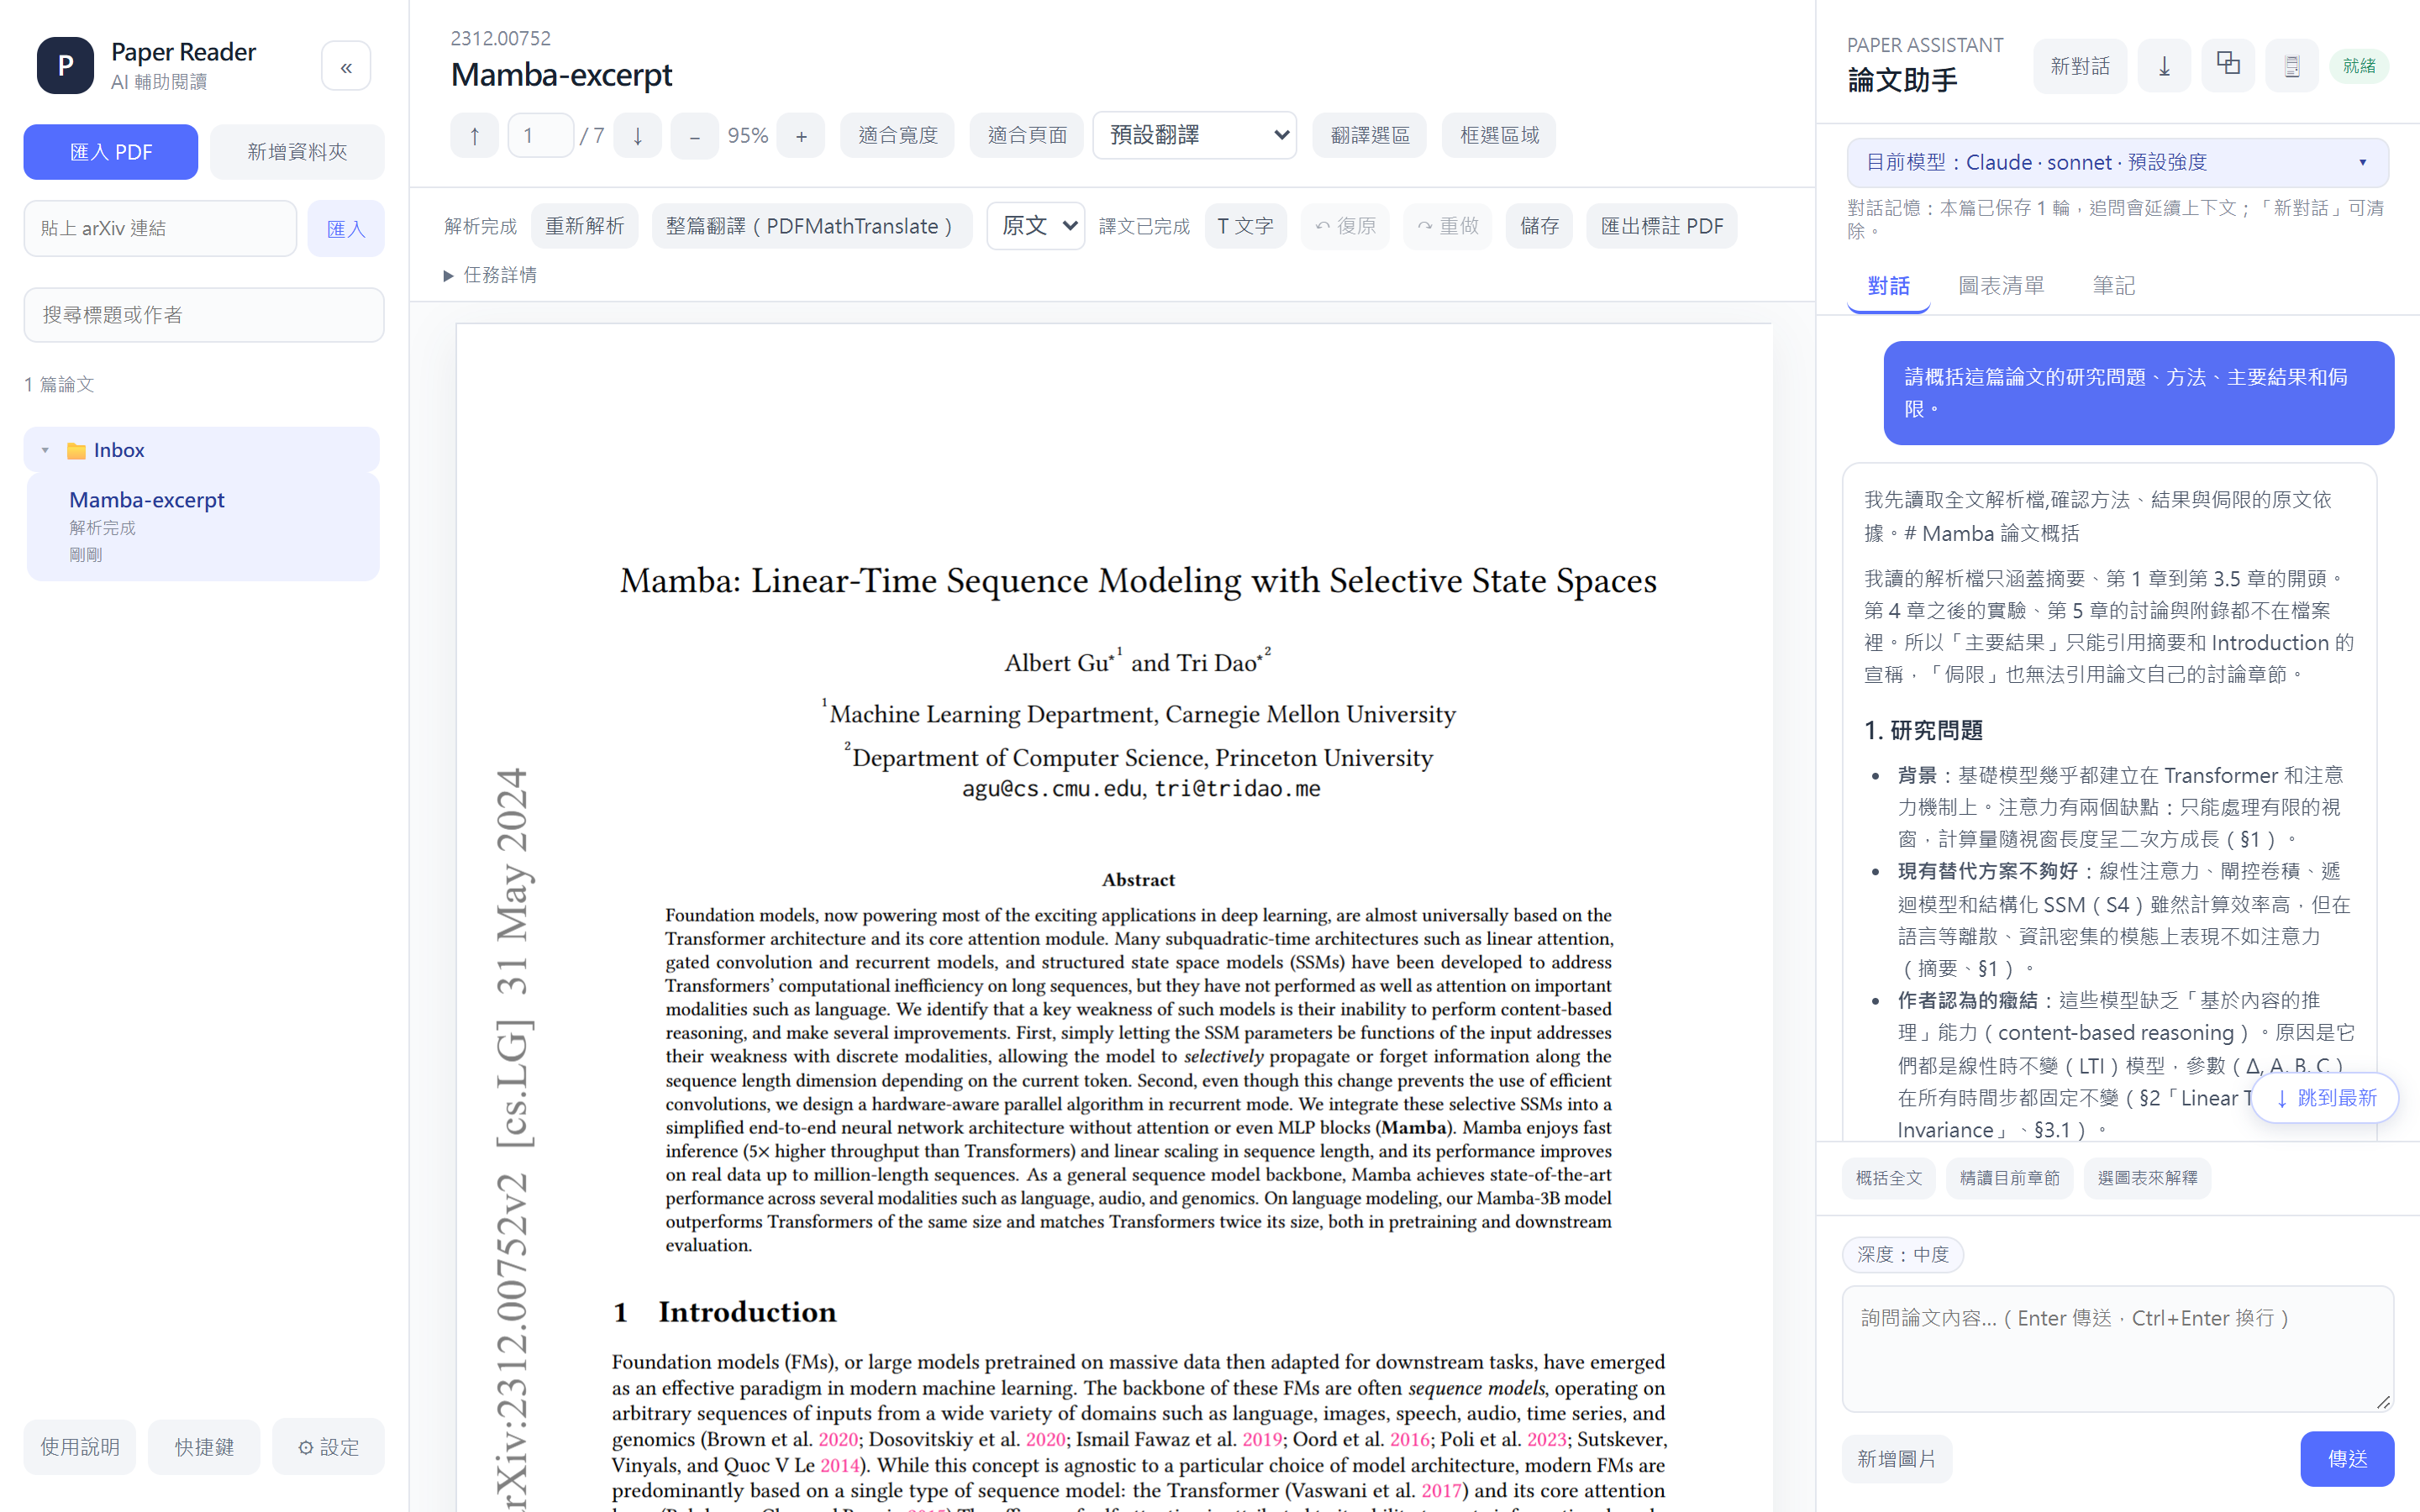 P
Paper Reader
AI 輔助閱讀
«
匯入 PDF
新增資料夾
貼上 arXiv 連結
匯入
搜尋標題或作者
1 篇論文
Inbox
Mamba-excerpt
解析完成
剛剛
使用說明
快捷鍵
⚙ 設定
2312.00752
Mamba-excerpt
↑
1
/ 7
↓
−
95%
+
適合寬度
適合頁面
預設翻譯
翻譯選區
框選區域
解析完成
重新解析
整篇翻譯（PDFMathTranslate）
原文
譯文已完成
T 文字
↶ 復原
↷ 重做
儲存
匯出標註 PDF
▶ 任務詳情
arXiv:2312.00752v2 [cs.LG] 31 May 2024
Mamba: Linear-Time Sequence Modeling with Selective State Spaces
Albert Gu*1 and Tri Dao*2
1Machine Learning Department, Carnegie Mellon University
2Department of Computer Science, Princeton University
agu@cs.cmu.edu, tri@tridao.me
Abstract
Foundation models, now powering most of the exciting applications in deep learning, are almost universally based on the
Transformer architecture and its core attention module. Many subquadratic-time architectures such as linear attention,
gated convolution and recurrent models, and structured state space models (SSMs) have been developed to address
Transformers’ computational inefficiency on long sequences, but they have not performed as well as attention on important
modalities such as language. We identify that a key weakness of such models is their inability to perform content-based
reasoning, and make several improvements. First, simply letting the SSM parameters be functions of the input addresses
their weakness with discrete modalities, allowing the model to selectively propagate or forget information along the
sequence length dimension depending on the current token. Second, even though this change prevents the use of efficient
convolutions, we design a hardware-aware parallel algorithm in recurrent mode. We integrate these selective SSMs into a
simplified end-to-end neural network architecture without attention or even MLP blocks (Mamba). Mamba enjoys fast
inference (5× higher throughput than Transformers) and linear scaling in sequence length, and its performance improves
on real data up to million-length sequences. As a general sequence model backbone, Mamba achieves state-of-the-art
performance across several modalities such as language, audio, and genomics. On language modeling, our Mamba-3B model
outperforms Transformers of the same size and matches Transformers twice its size, both in pretraining and downstream
evaluation.
1 Introduction
Foundation models (FMs), or large models pretrained on massive data then adapted for downstream tasks, have emerged
as an effective paradigm in modern machine learning. The backbone of these FMs are often sequence models, operating on
arbitrary sequences of inputs from a wide variety of domains such as language, images, speech, audio, time series, and
genomics (Brown et al. 2020; Dosovitskiy et al. 2020; Ismail Fawaz et al. 2019; Oord et al. 2016; Poli et al. 2023; Sutskever,
Vinyals, and Quoc V Le 2014). While this concept is agnostic to a particular choice of model architecture, modern FMs are
predominantly based on a single type of sequence model: the Transformer (Vaswani et al. 2017) and its core attention
PAPER ASSISTANT
論文助手
新對話
就緒
目前模型：Claude · sonnet · 預設強度
對話記憶：本篇已保存 1 輪，追問會延續上下文；「新對話」可清
除。
對話
圖表清單
筆記
請概括這篇論文的研究問題、方法、主要結果和侷
限。
我先讀取全文解析檔,確認方法、結果與侷限的原文依
據。# Mamba 論文概括
我讀的解析檔只涵蓋摘要、第 1 章到第 3.5 章的開頭。
第 4 章之後的實驗、第 5 章的討論與附錄都不在檔案
裡。所以「主要結果」只能引用摘要和 Introduction 的
宣稱，「侷限」也無法引用論文自己的討論章節。
1. 研究問題
• 背景：基礎模型幾乎都建立在 Transformer 和注意
力機制上。注意力有兩個缺點：只能處理有限的視
窗，計算量隨視窗長度呈二次方成長（§1）。
• 現有替代方案不夠好：線性注意力、閘控卷積、遞
迴模型和結構化 SSM（S4）雖然計算效率高，但在
語言等離散、資訊密集的模態上表現不如注意力
（摘要、§1）。
• 作者認為的癥結：這些模型缺乏「基於內容的推
理」能力（content-based reasoning）。原因是它
們都是線性時不變（LTI）模型，參數（Δ, A, B, C）
在所有時間步都固定不變（§2「Linear T
Invariance」、§3.1）。
↓ 跳到最新
概括全文
精讀目前章節
選圖表來解釋
深度：中度
詢問論文內容...（Enter 傳送，Ctrl+Enter 換行）
新增圖片
傳送